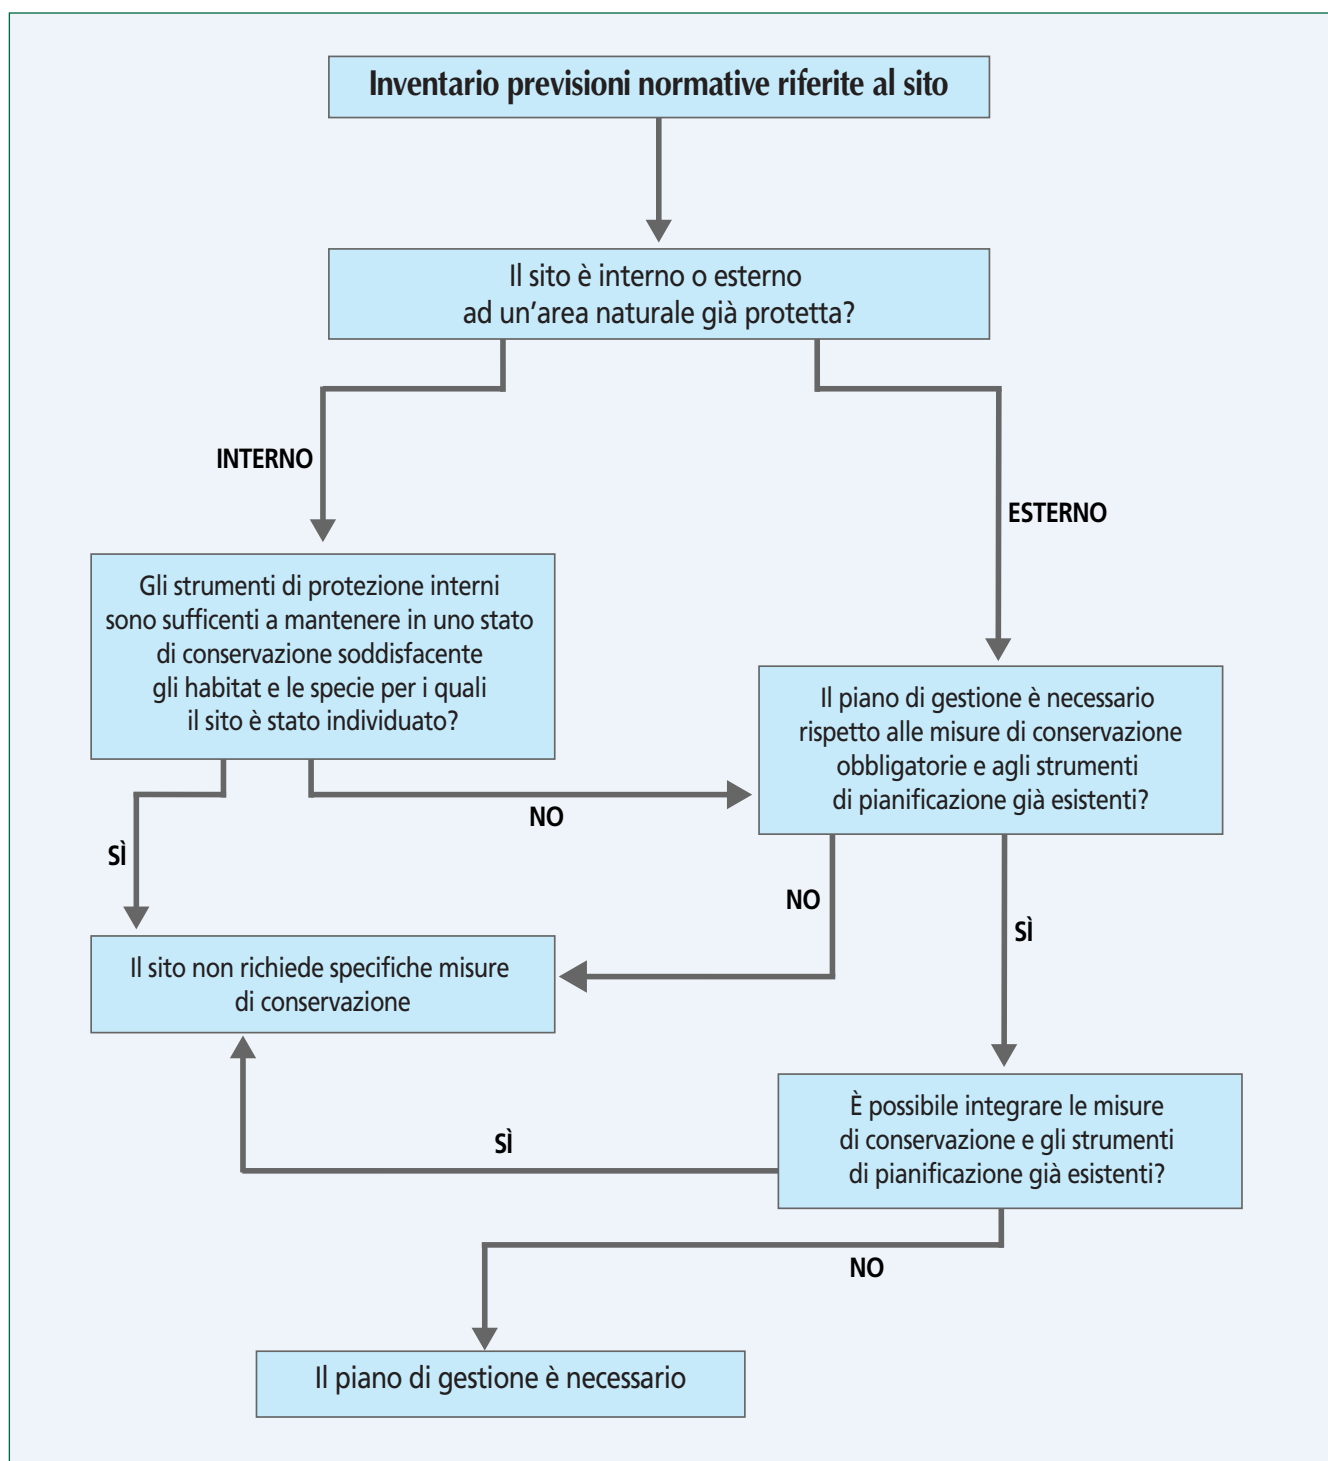 Inventario previsioni normative riferite al sito
Il sito è interno o esterno
ad un'area naturale già protetta?
INTERNO
ESTERNO
Gli strumenti di protezione interni
sono sufficenti a mantenere in uno stato
di conservazione soddisfacente
gli habitat e le specie per i quali
il sito è stato individuato?
Il piano di gestione è necessario
rispetto alle misure di conservazione
obbligatorie e agli strumenti
di pianificazione già esistenti?
NO
SÌ
NO
SÌ
Il sito non richiede specifiche misure
di conservazione
È possibile integrare le misure
di conservazione e gli strumenti
di pianificazione già esistenti?
SÌ
NO
Il piano di gestione è necessario